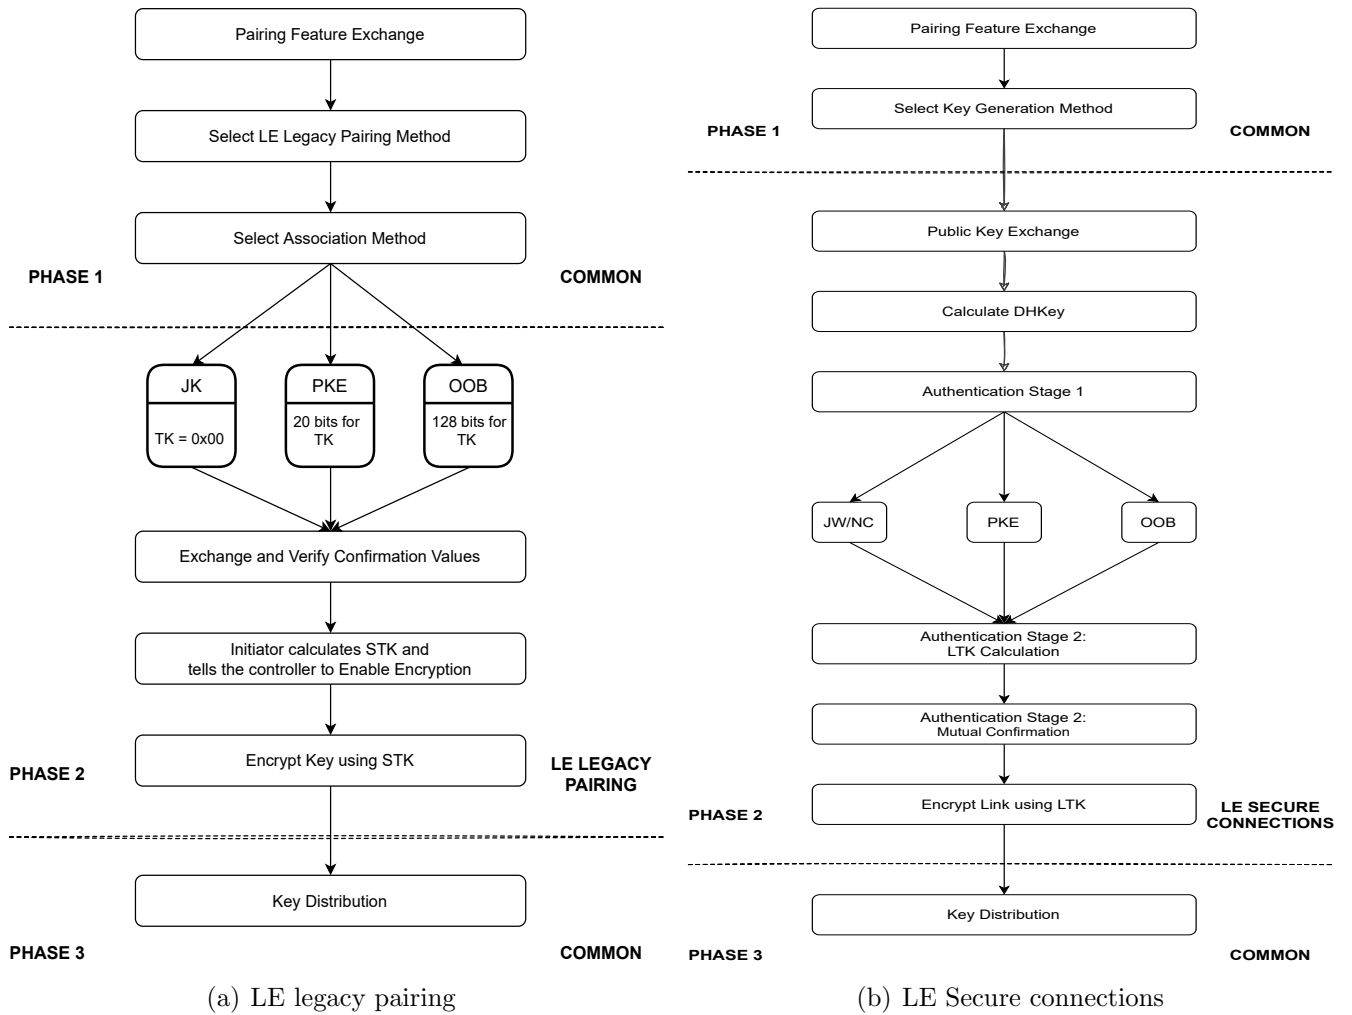 Pairing Feature Exchange
Select LE Legacy Pairing Method
Select Association Method
PHASE 1
COMMON
JK
TK = 0x00
PKE
20 bits for
TK
OOB
128 bits for
TK
Exchange and Verify Confirmation Values
Initiator calculates STK and
tells the controller to Enable Encryption
Encrypt Key using STK
PHASE 2
LE LEGACY
PAIRING
Key Distribution
PHASE 3
COMMON
(a) LE legacy pairing
Pairing Feature Exchange
Select Key Generation Method
PHASE 1
COMMON
Public Key Exchange
Calculate DHKey
Authentication Stage 1
JW/NC
PKE
OOB
Authentication Stage 2:
LTK Calculation
Authentication Stage 2:
Mutual Confirmation
Encrypt Link using LTK
PHASE 2
LE SECURE
CONNECTIONS
Key Distribution
PHASE 3
COMMON
(b) LE Secure connections